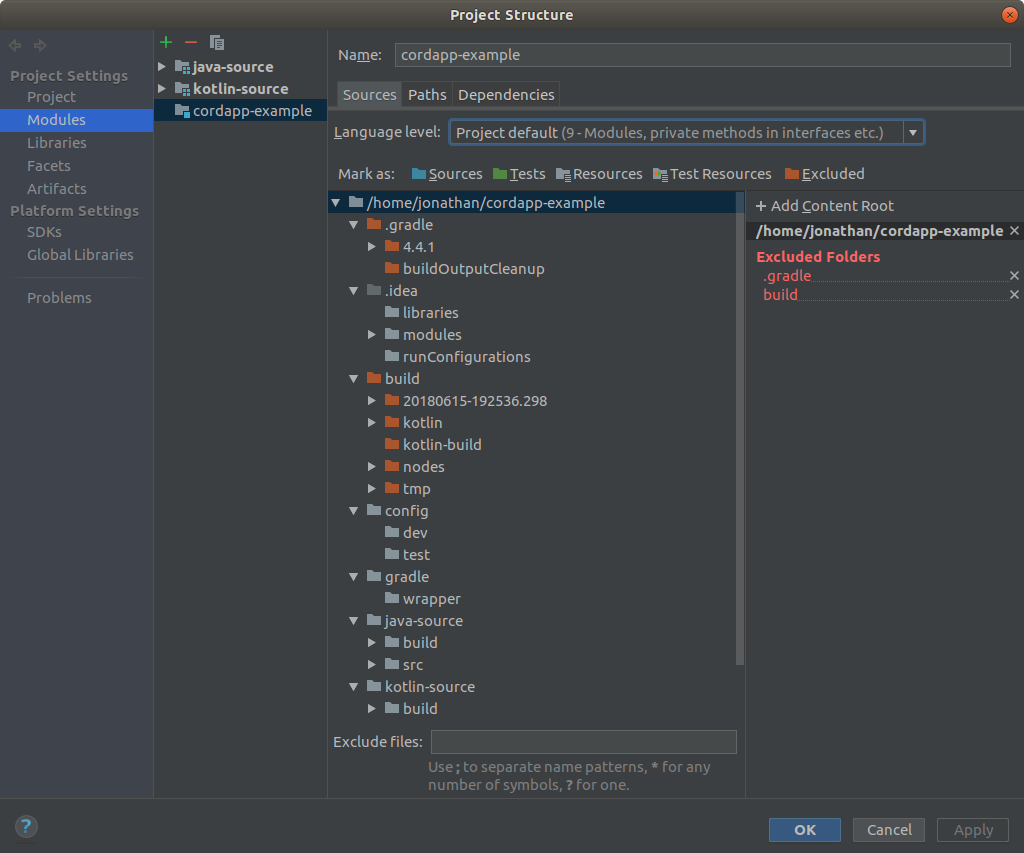 Project Structure
Project Settings
Project
Modules
Libraries
Facets
Artifacts
Platform Settings
SDKs
Global Libraries
Problems
java-source
kotlin-source
cordapp-example
Name: cordapp-example
Sources Paths Dependencies
Language level: Project default (9 - Modules, private methods in interfaces etc.)
Mark as: Sources Tests Resources Test Resources Excluded
/home/jonathan/cordapp-example
.gradle
4.4.1
buildOutputCleanup
.idea
libraries
modules
runConfigurations
build
20180615-192536.298
kotlin
kotlin-build
nodes
tmp
config
dev
test
gradle
wrapper
java-source
build
src
kotlin-source
build
Exclude files:
Use ; to separate name patterns, * for any
number of symbols, ? for one.
+ Add Content Root
/home/jonathan/cordapp-example
Excluded Folders
.gradle
build
?
OK Cancel Apply